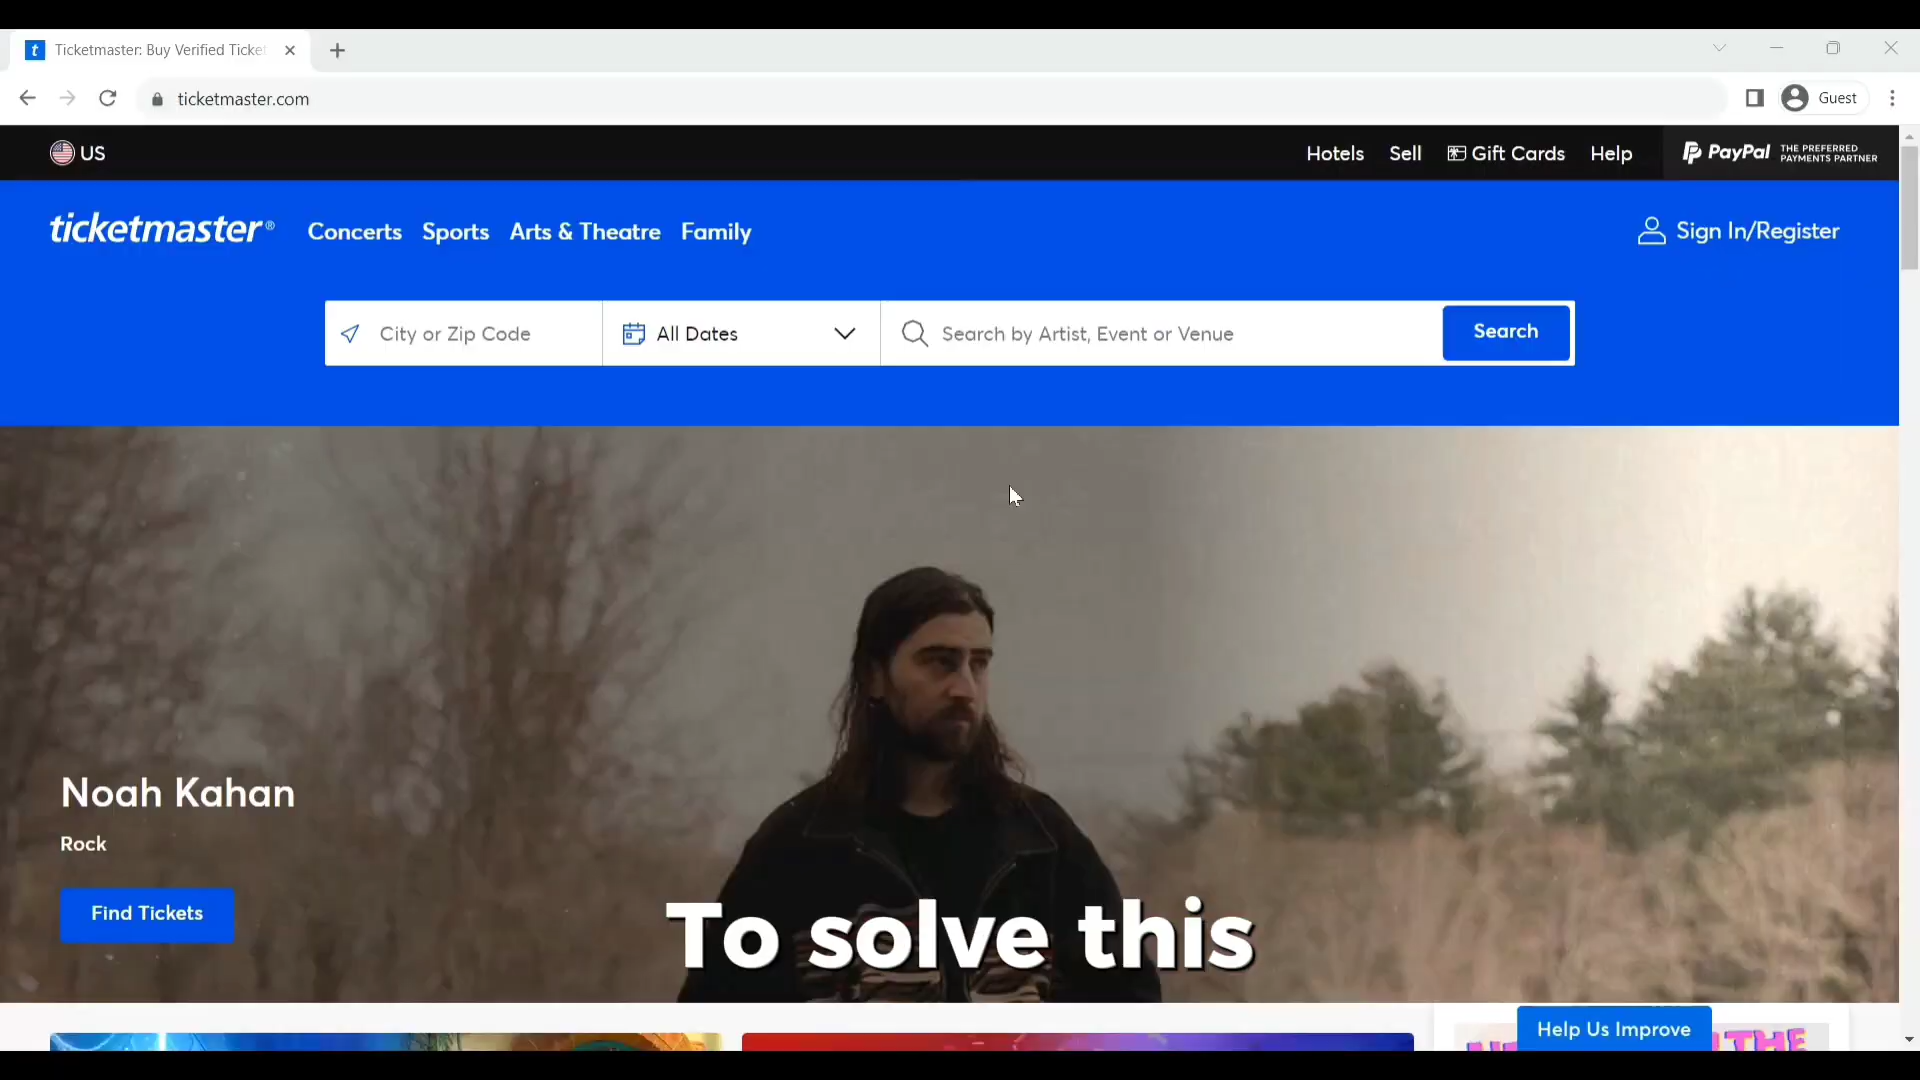 Ticketmaster: Buy Verified Ticke
ticketmaster.com
Guest
US
Hotels
Sell
Gift Cards
Help
PayPal
THE PREFERRED
PAYMENTS PARTNER
ticketmaster®
Concerts
Sports
Arts & Theatre
Family
Sign In/Register
City or Zip Code
All Dates
Search by Artist, Event or Venue
Search
Noah Kahan
Rock
Find Tickets
To solve this
Help Us Improve
THE